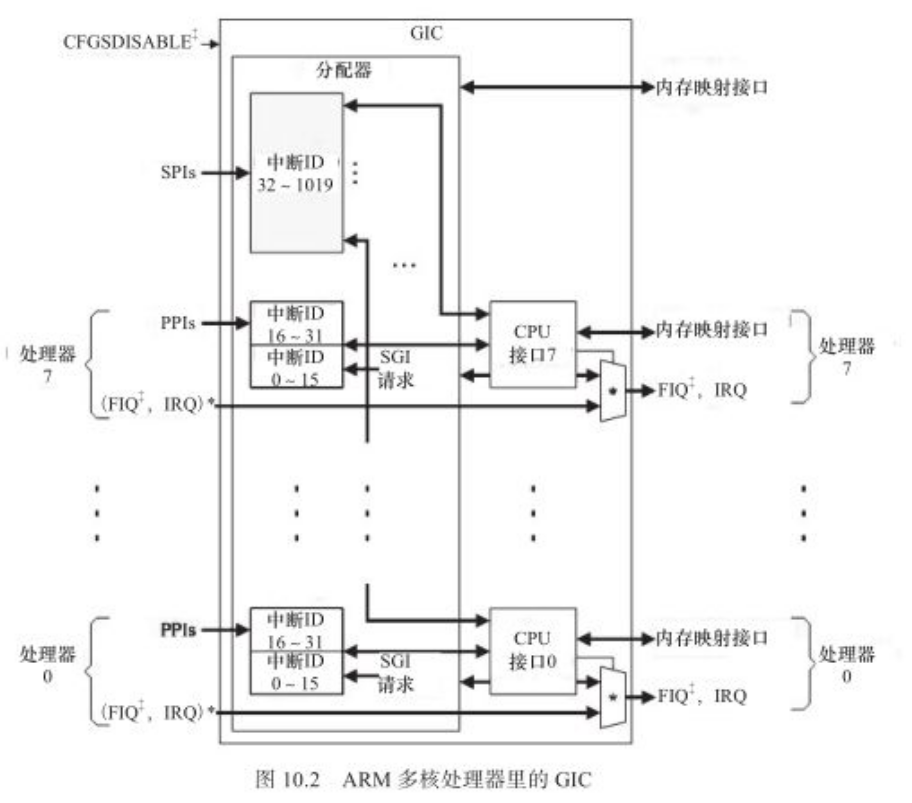 GIC
CFGSDISABLE‡
分配器
内存映射接口
中断ID
32～1019
SPIs
...
PPIs
中断ID
16～31
中断ID
0～15
SGI
请求
CPU
接口7
内存映射接口
处理器
7
处理器
7
(FIQ‡，IRQ)*
*
FIQ‡，IRQ
PPIs
中断ID
16～31
中断ID
0～15
SGI
请求
CPU
接口0
内存映射接口
处理器
0
处理器
0
(FIQ‡，IRQ)*
*
FIQ‡，IRQ
图 10.2 ARM 多核处理器里的 GIC